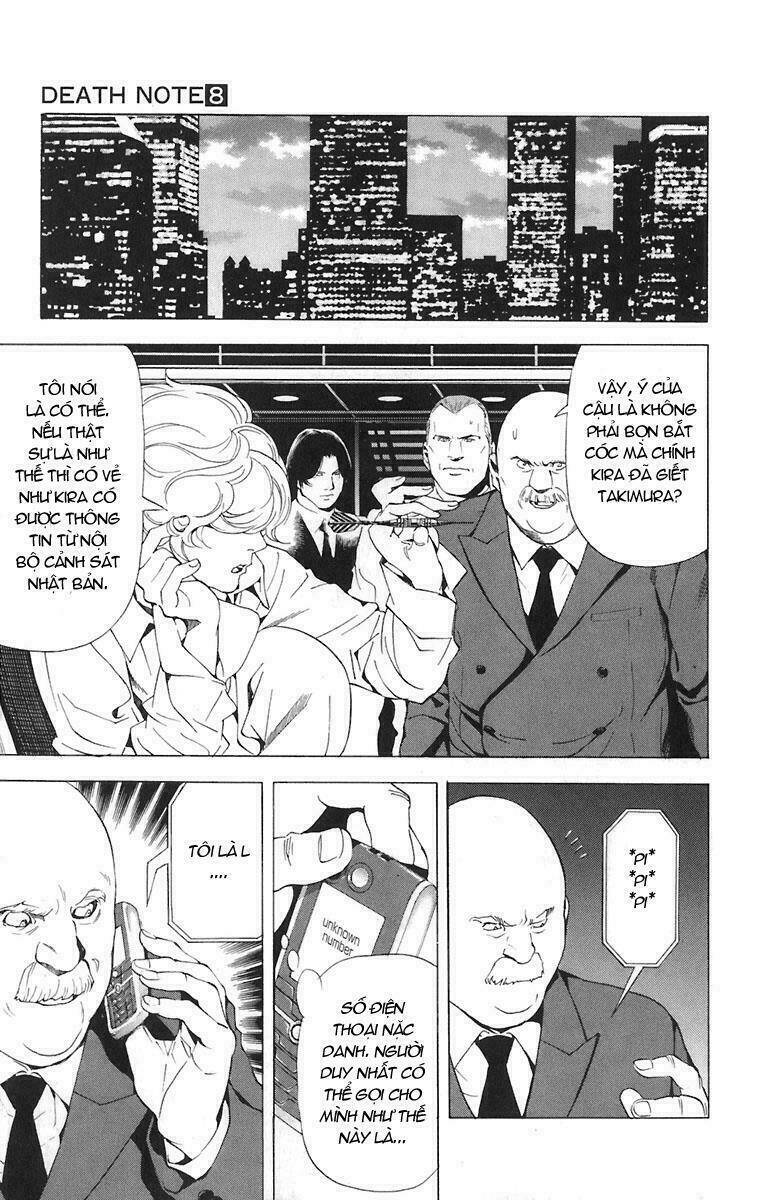 DEATH NOTE 8
VẬY, Ý CỦA
CẬU LÀ KHÔNG
PHẢI BỌN BẮT
CÓC MÀ CHÍNH
KIRA ĐÃ GIẾT
TAKIMURA?
TÔI NÓI
LÀ CÓ THỂ.
NẾU THẬT
SỰ LÀ NHƯ
THẾ THÌ CÓ VẺ
NHƯ KIRA CÓ
ĐƯỢC THÔNG
TIN TỪ NỘI
BỘ CẢNH SÁT
NHẬT BẢN.
*PI*
*PI*
*PI*
unknown
number
SỐ ĐIỆN
THOẠI NẶC
DANH. NGƯỜI
DUY NHẤT CÓ
THỂ GỌI CHO
MÌNH NHƯ THẾ
NÀY LÀ...
TÔI LÀ L
....